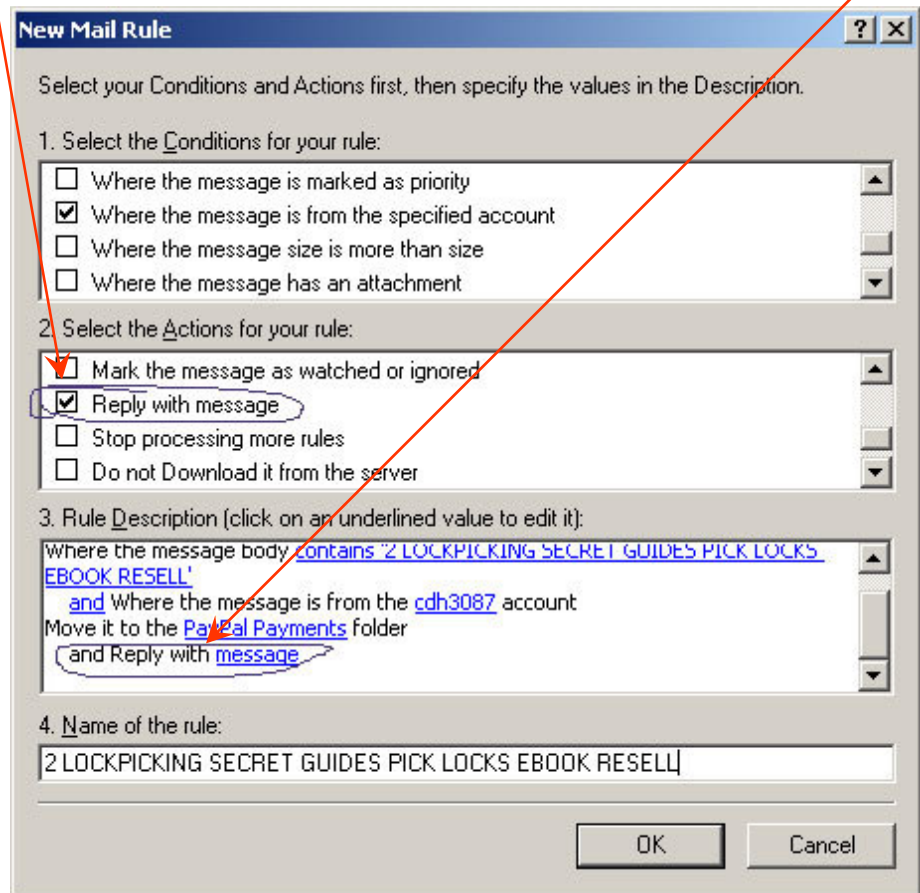 New Mail Rule
Select your Conditions and Actions first, then specify the values in the Description.
1. Select the Conditions for your rule:
Where the message is marked as priority
Where the message is from the specified account
Where the message size is more than size
Where the message has an attachment
2. Select the Actions for your rule:
Mark the message as watched or ignored
Reply with message
Stop processing more rules
Do not Download it from the server
3. Rule Description (click on an underlined value to edit it):
Where the message body contains '2 LOCKPICKING SECRET GUIDES PICK LOCKS
EBOOK RESELL'
and Where the message is from the cdh3087 account
Move it to the PayPal Payments folder
and Reply with message
4. Name of the rule:
2 LOCKPICKING SECRET GUIDES PICK LOCKS EBOOK RESELL
OK Cancel